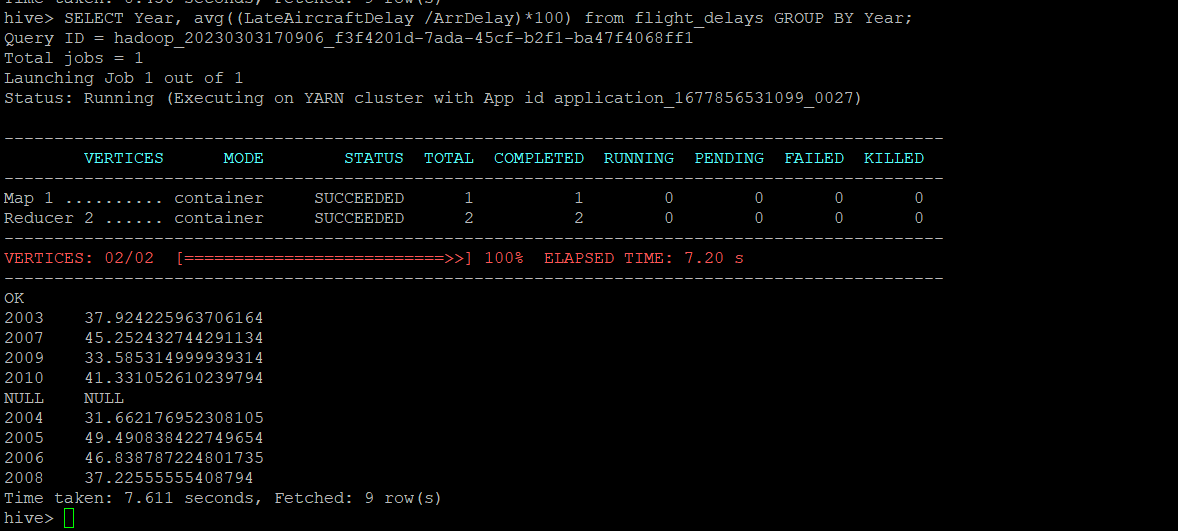 hive> SELECT Year, avg((LateAircraftDelay /ArrDelay)*100) from flight_delays GROUP BY Year;
Query ID = hadoop_20230303170906_f3f4201d-7ada-45cf-b2f1-ba47f4068ff1
Total jobs = 1
Launching Job 1 out of 1
Status: Running (Executing on YARN cluster with App id application_1677856531099_0027)
----------------------------------------------------------------------------------------------
        VERTICES      MODE        STATUS  TOTAL  COMPLETED  RUNNING  PENDING  FAILED  KILLED
----------------------------------------------------------------------------------------------
Map 1 .......... container     SUCCEEDED      1          1        0        0       0       0
Reducer 2 ...... container     SUCCEEDED      2          2        0        0       0       0
----------------------------------------------------------------------------------------------
VERTICES: 02/02  [==========================>>] 100%  ELAPSED TIME: 7.20 s
----------------------------------------------------------------------------------------------
OK
2003    37.924225963706164
2007    45.252432744291134
2009    33.585314999939314
2010    41.331052610239794
NULL    NULL
2004    31.662176952308105
2005    49.490838422749654
2006    46.838787224801735
2008    37.22555555408794
Time taken: 7.611 seconds, Fetched: 9 row(s)
hive>